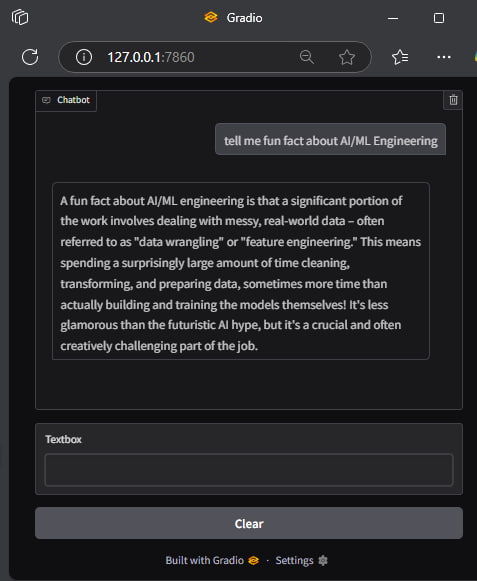 Gradio
127.0.0.1:7860
Chatbot
tell me fun fact about AI/ML Engineering
A fun fact about AI/ML engineering is that a significant portion of
the work involves dealing with messy, real-world data – often
referred to as "data wrangling" or "feature engineering." This means
spending a surprisingly large amount of time cleaning,
transforming, and preparing data, sometimes more time than
actually building and training the models themselves! It's less
glamorous than the futuristic AI hype, but it's a crucial and often
creatively challenging part of the job.
Textbox
Clear
Built with Gradio · Settings